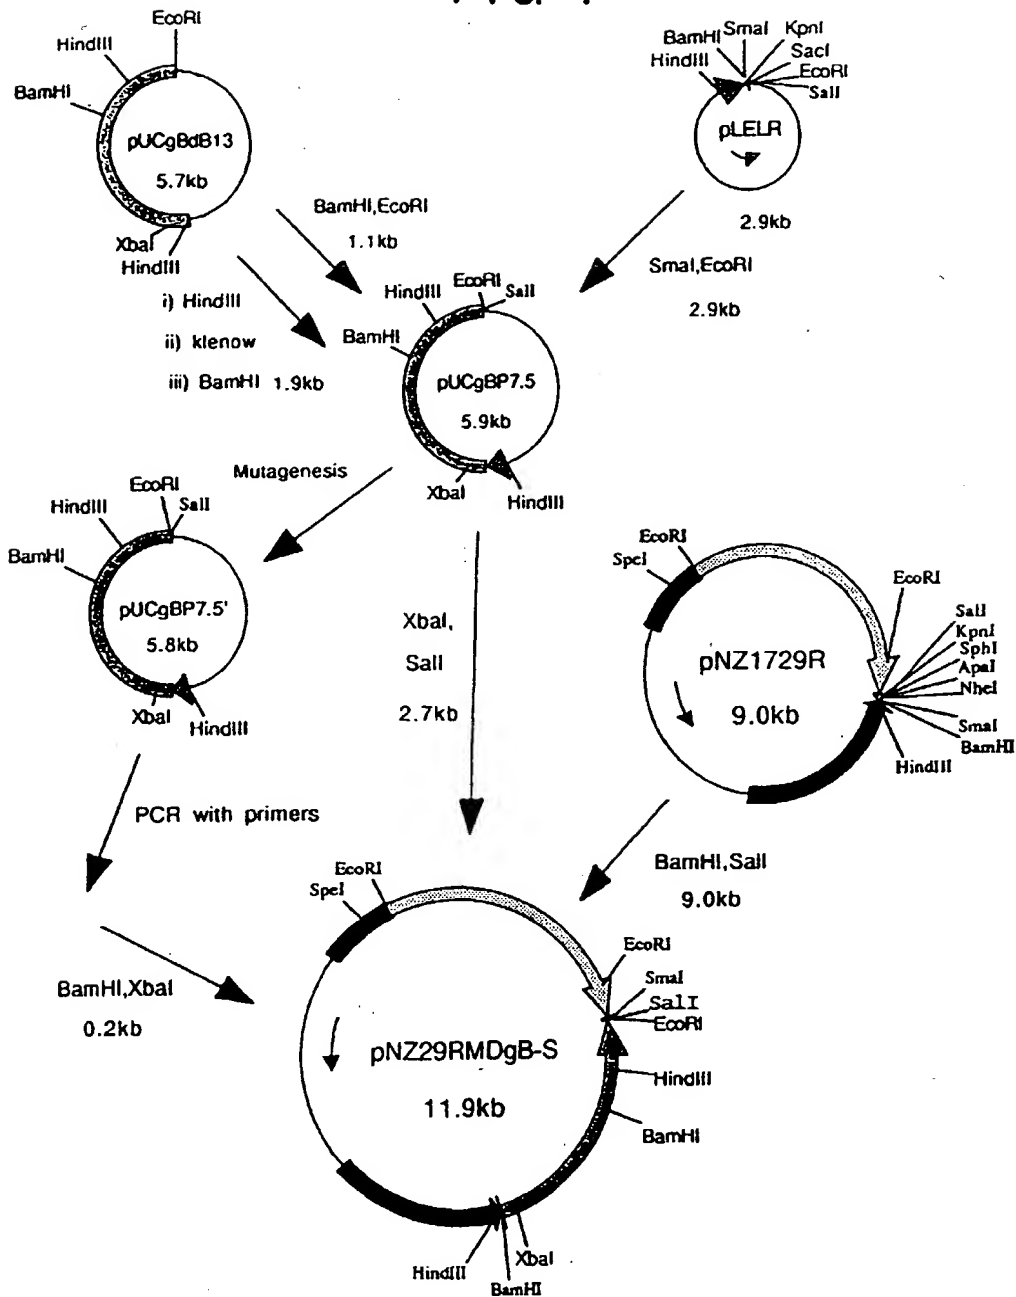 EcoRI
HindIII
BamHI
pUCgBdB13
5.7kb
XbaI
HindIII
BamHI
SmaI
KpnI
HindIII
SacI
EcoRI
SalI
pLELR
2.9kb
BamHI,EcoRI
1.1kb
SmaI,EcoRI
2.9kb
i) HindIII
ii) klenow
iii) BamHI 1.9kb
EcoRI
HindIII
SalI
BamHI
pUCgBP7.5
5.9kb
XbaI
HindIII
Mutagenesis
EcoRI
HindIII
SalI
BamHI
pUCgBP7.5'
5.8kb
XbaI
HindIII
XbaI,
SalI
2.7kb
EcoRI
SpeI
EcoRI
SalI
KpnI
SphI
ApaI
NheI
SmaI
BamHI
HindIII
pNZ1729R
9.0kb
PCR with primers
BamHI,SalI
9.0kb
BamHI,XbaI
0.2kb
EcoRI
SpeI
EcoRI
SmaI
SalI
EcoRI
HindIII
BamHI
pNZ29RMDgB-S
11.9kb
XbaI
HindIII
BamHI